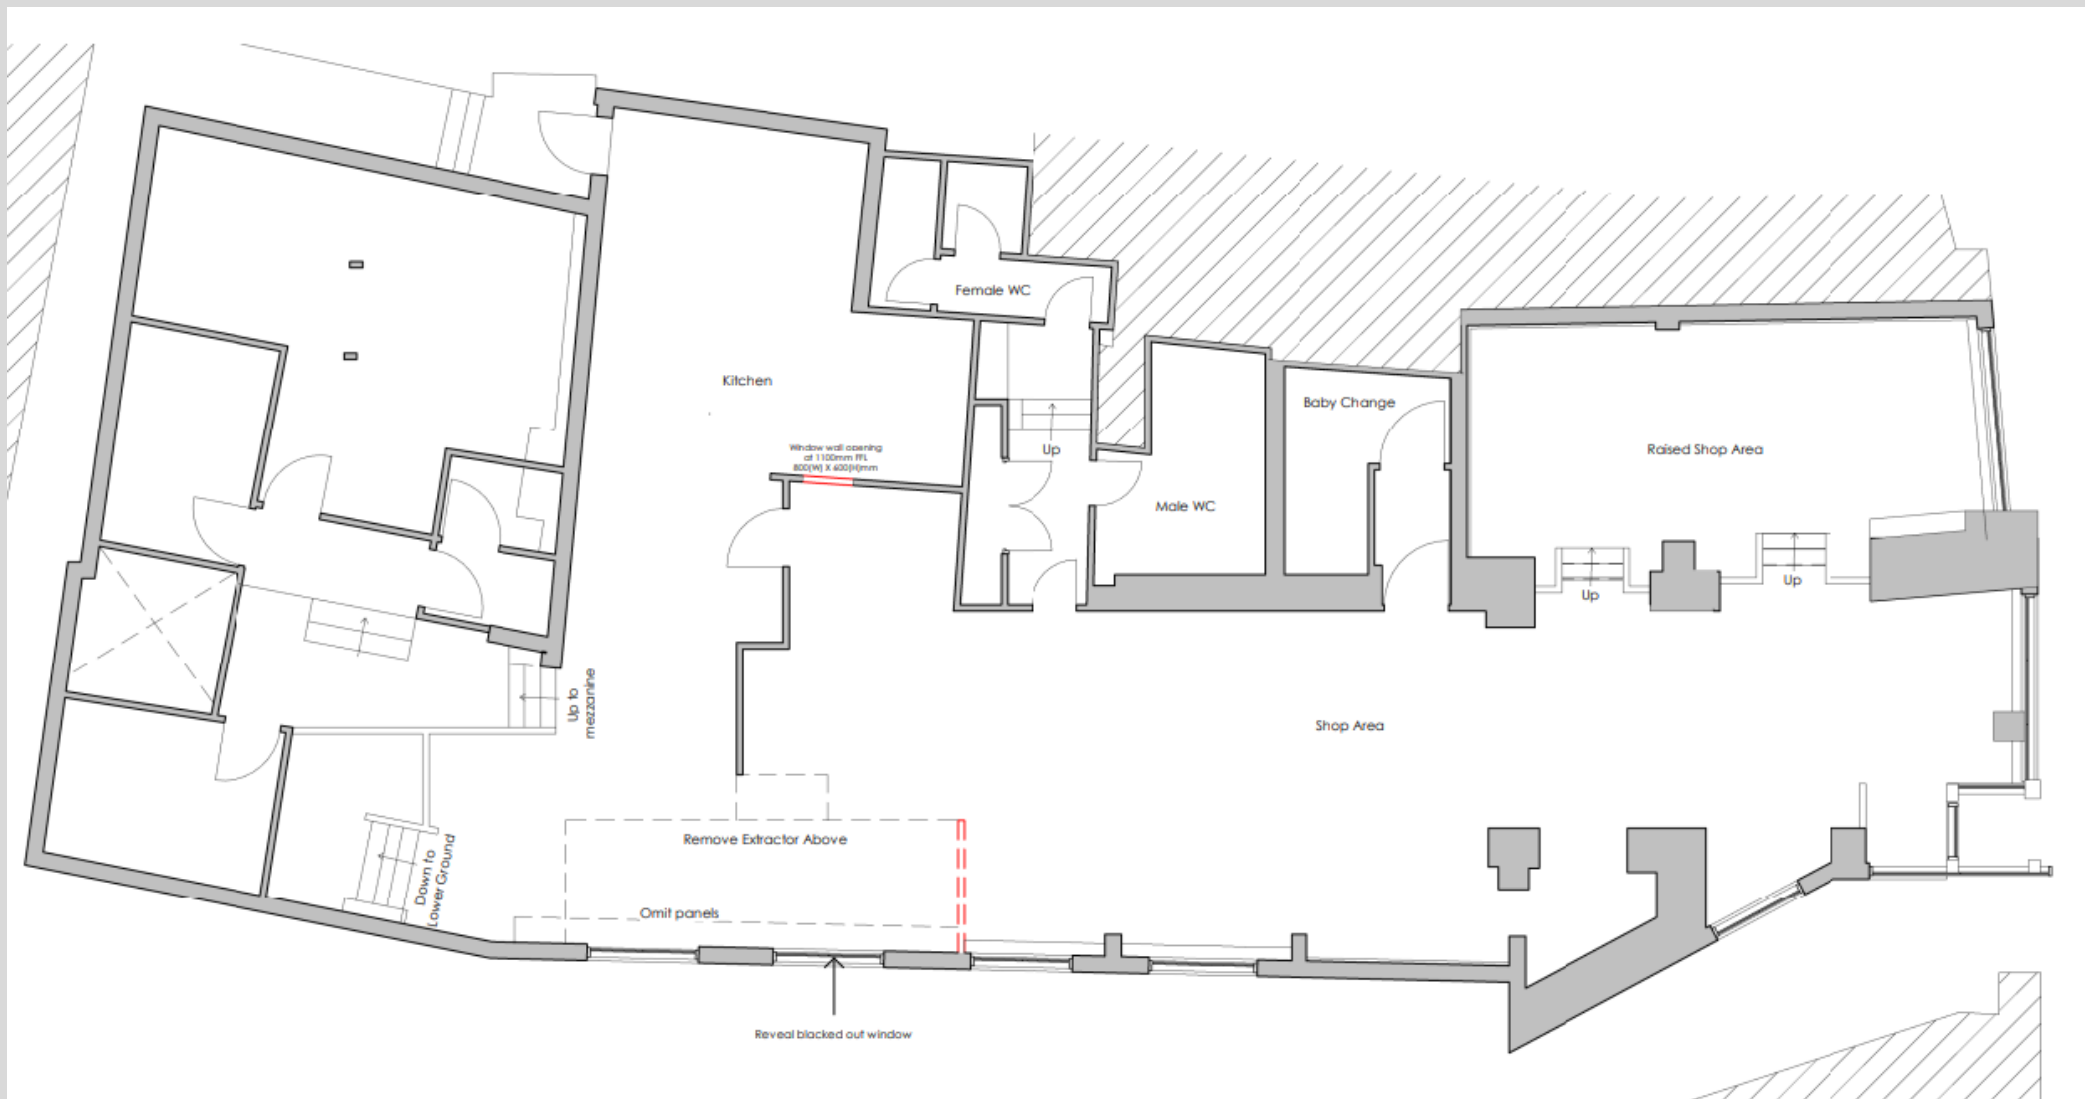 Female WC
Kitchen
Baby Change
Window wall opening
at 1100mm FFL
800(W) X 600(H)mm
Up
Raised Shop Area
Male WC
Up
Up
Up to
mezzanine
Shop Area
Remove Extractor Above
Down to
Lower Ground
Omit panels
Reveal blacked out window